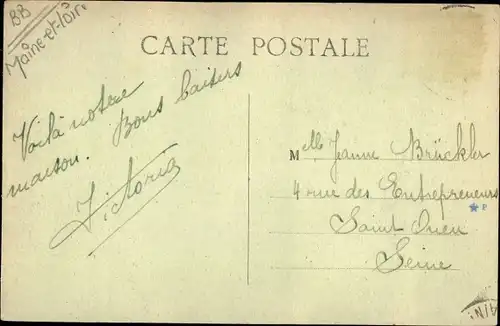 BB
Maine-et-Loire
CARTE POSTALE
Voilà notre
maison. Bons baisers
Victoria
Mlle Jeanne Brückler
4 rue des Entrepreneurs
Saint Ouen
Seine
P